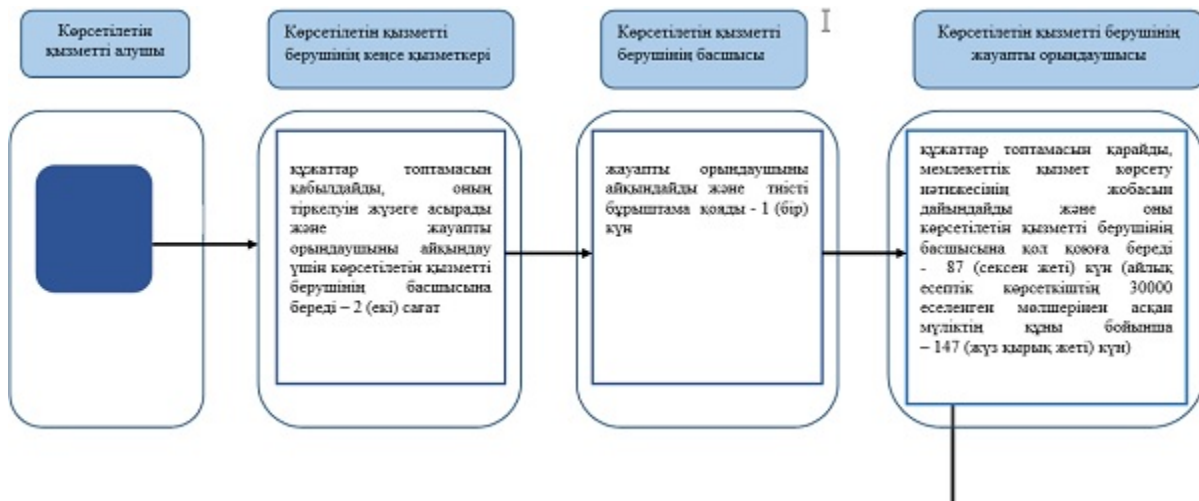 Көрсетілетін
қызметті алушы
Көрсетілетін қызметті
берушінің кеңсе қызметкері
Көрсетілетін қызметті
берушінің басшысы
Көрсетілетін қызметті берушінің
жауапты орындаушысы
құжаттар топтамасын
қабылдайды, оның
тіркелуін жүзеге асырады
және жауапты
орындаушыны айқындау
үшін көрсетілетін қызметті
берушінің басшысына
береді – 2 (екі) сағат
жауапты орындаушыны
айқындайды және тиісті
бұрыштама қояды - 1 (бір)
күн
құжаттар топтамасын қарайды,
мемлекеттік қызмет көрсету
нәтижесінің жобасын
дайындайды және оны
көрсетілетін қызметті берушінің
басшысына қол қоюға береді
- 87 (сексен жеті) күн (айлық
есептік көрсеткіштің 30000
еселенген мөлшерінен асқан
мүліктің құны бойынша
– 147 (жүз қырық жеті) күн)